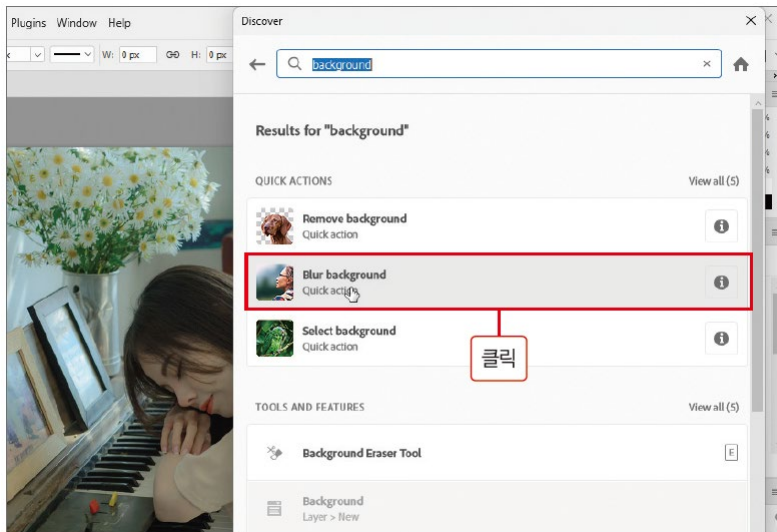 Plugins Window Help
Discover
W: 0 px GĐ H: 0 px
background
Results for "background"
QUICK ACTIONS View all (5)
Remove background
Quick action
Blur background
Quick action
Select background
Quick action
클릭
TOOLS AND FEATURES View all (5)
Background Eraser Tool E
Background
Layer > New